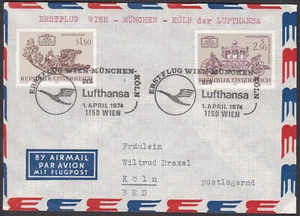 ERSTFLUG WIEN - MÜNCHEN - KÖLN der LUFTHANSA
S 1.50
REPUBLIK ÖSTERREICH
S 2.50
REPUBLIK ÖSTERREICH
ERSTFLUG WIEN-MÜNCHEN-KÖLN
DER
Lufthansa
1. APRIL 1974
1150 WIEN
ERSTFLUG WIEN-MÜNCHEN-KÖLN
DER
Lufthansa
1. APRIL 1974
1150 WIEN
BY AIRMAIL
PAR AVION
MIT FLUGPOST
Fräulein
Wiltrud Drexel
Köln postlagernd
BRD